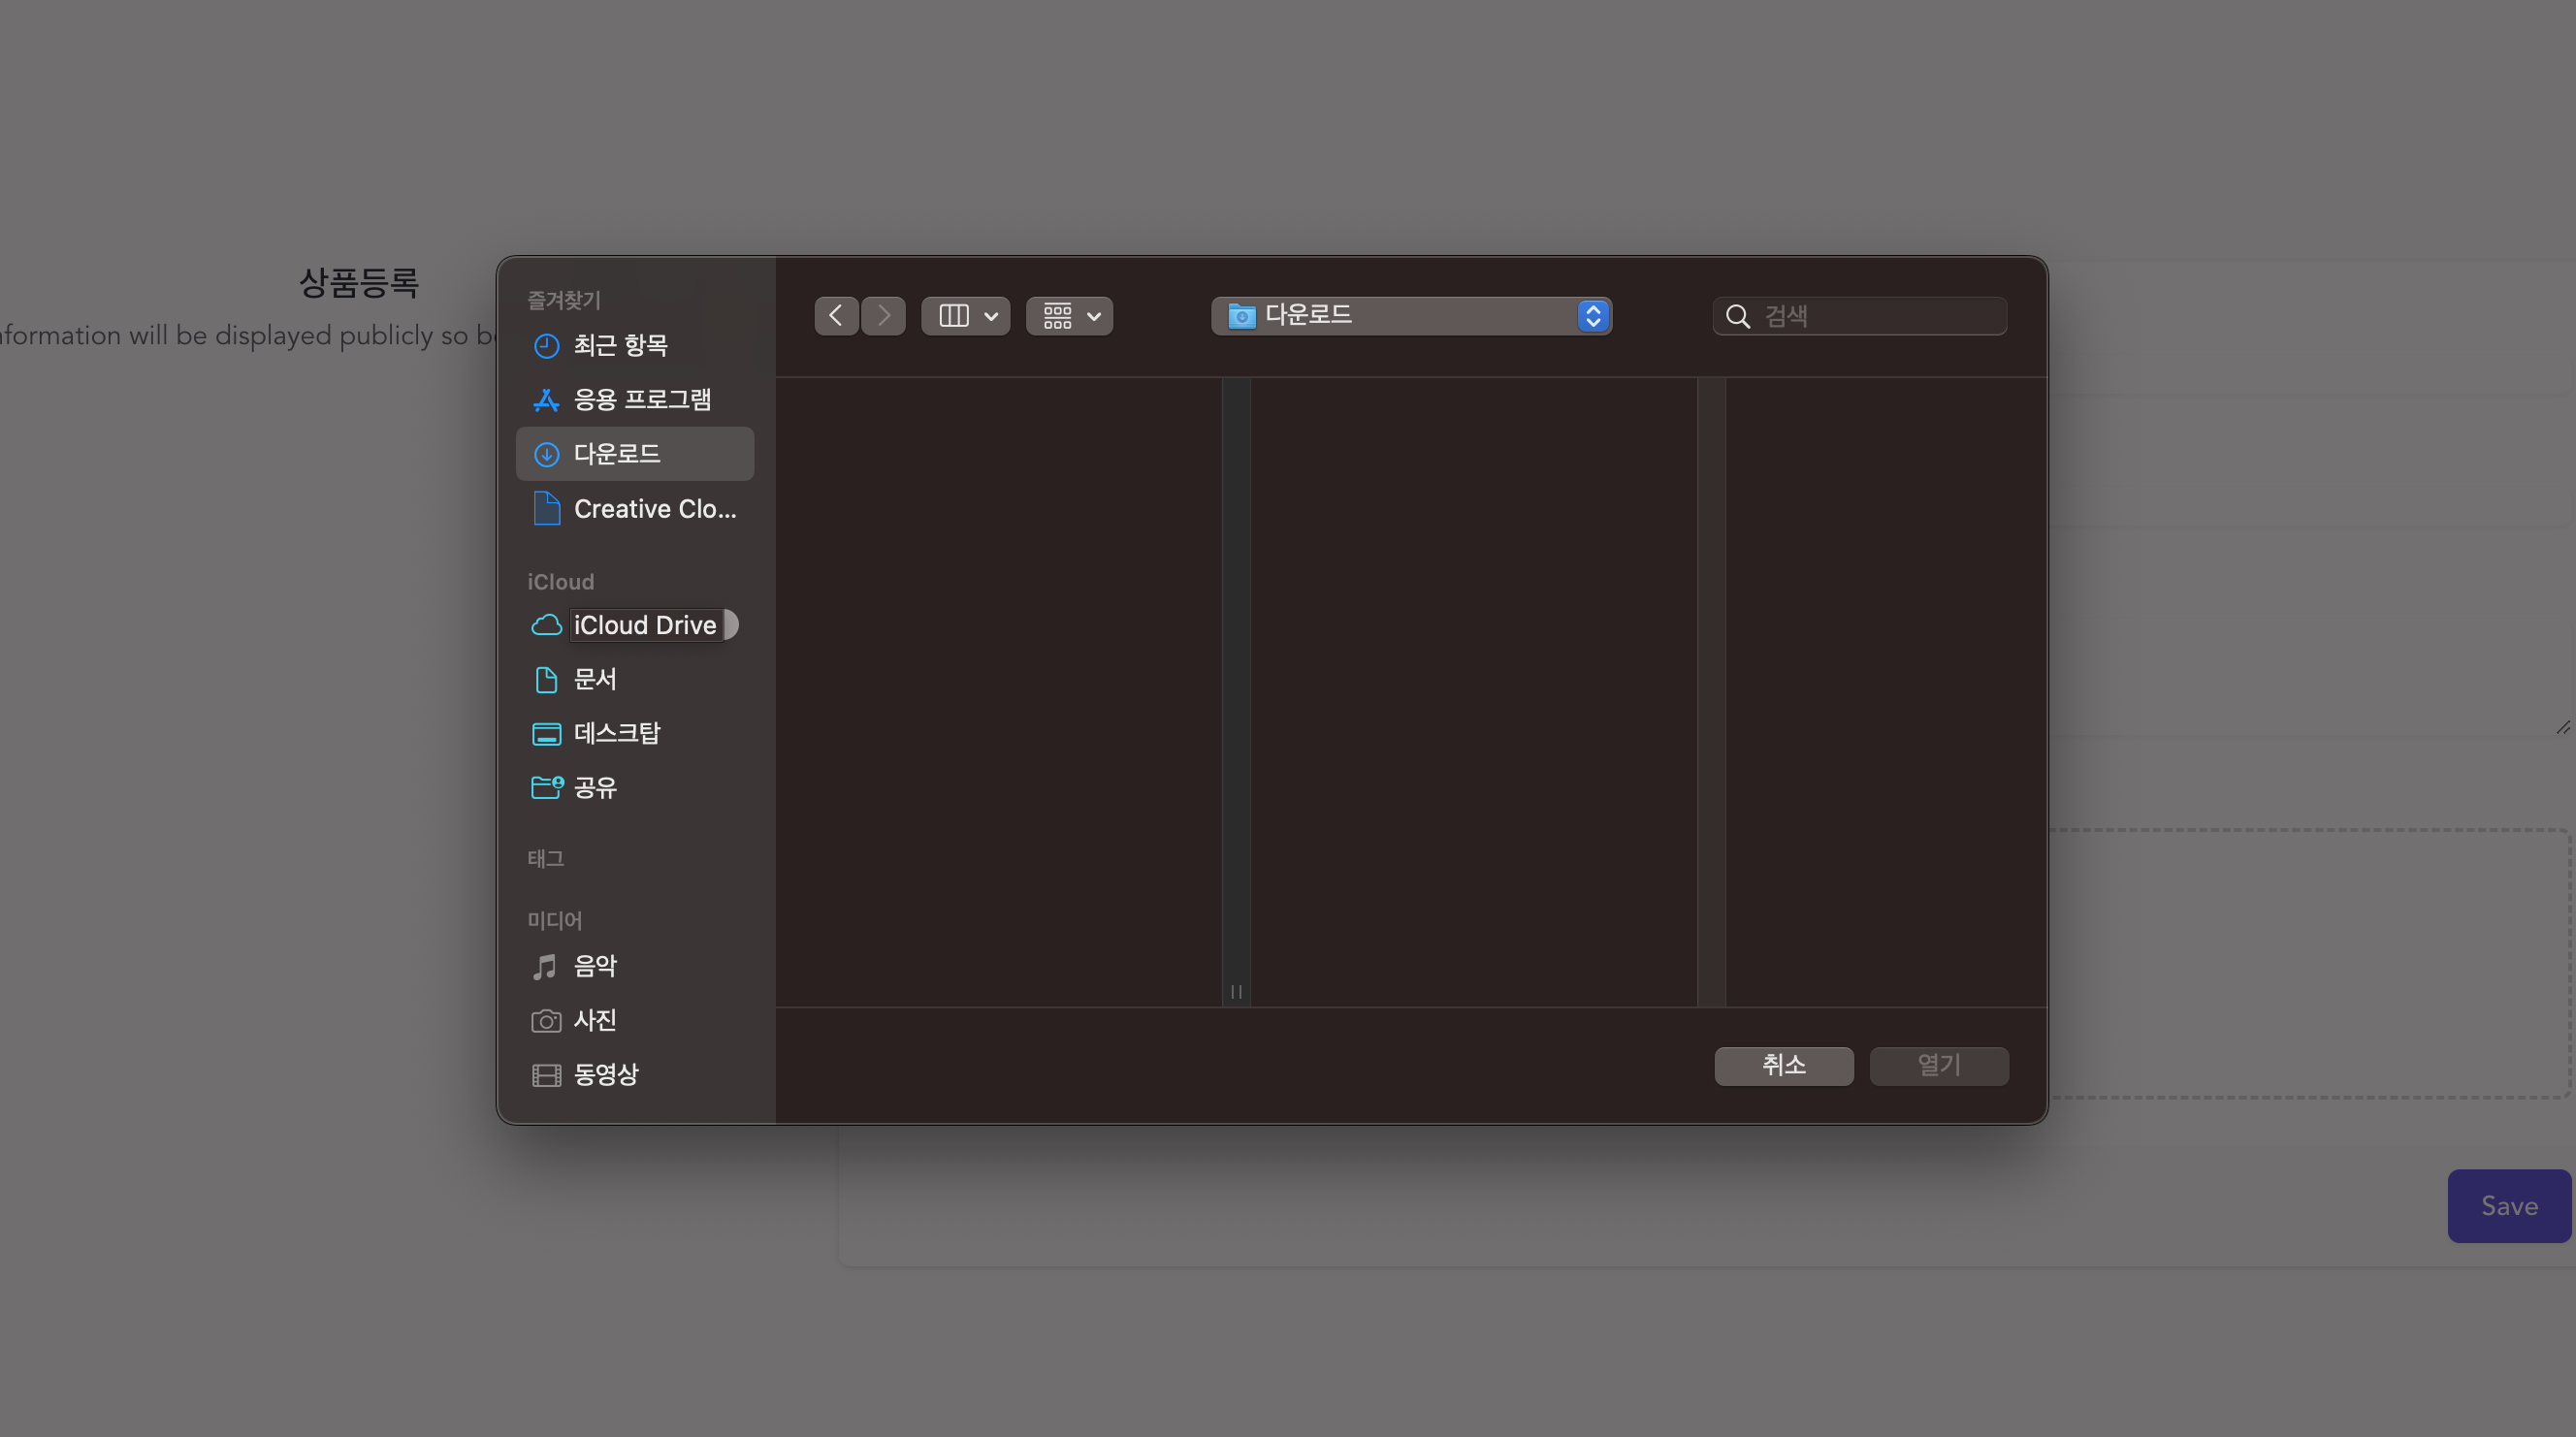 상품등록
nformation will be displayed publicly so b
즐겨찾기
최근 항목
응용 프로그램
다운로드
Creative Clo...
iCloud
iCloud Drive
문서
데스크탑
공유
태그
미디어
음악
사진
동영상
다운로드
검색
취소
열기
Save